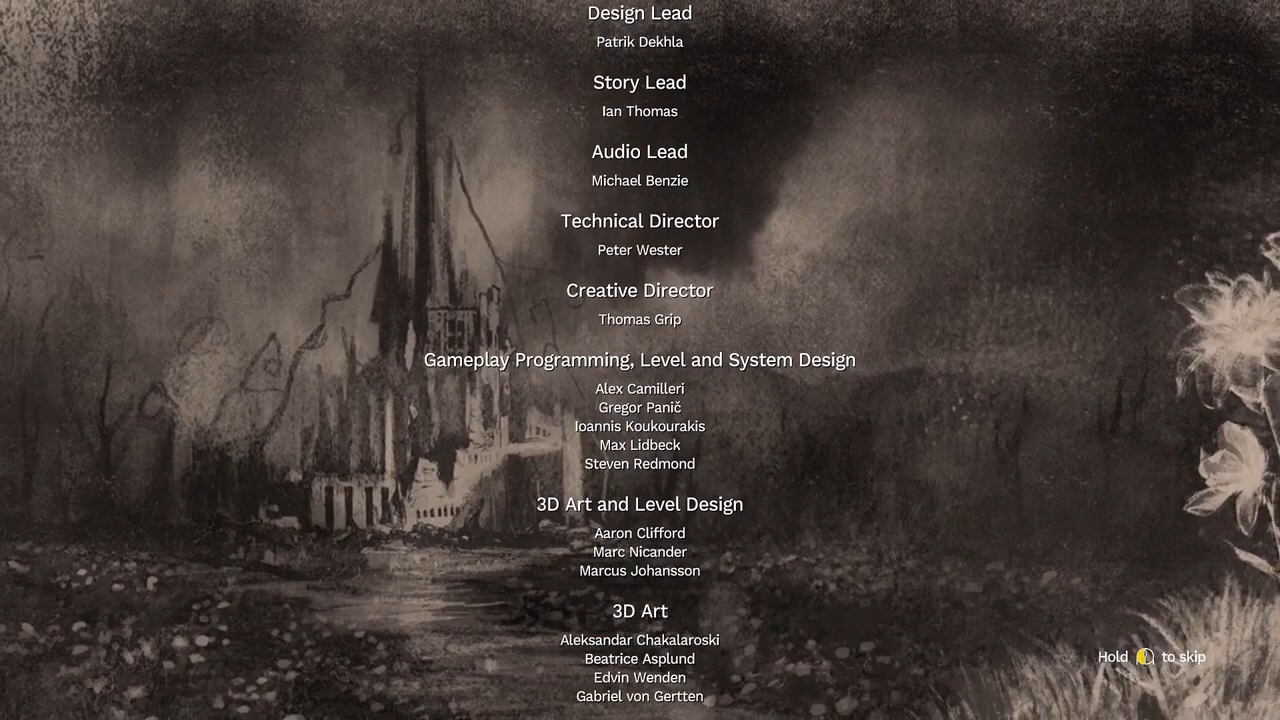 Design Lead
Patrik Dekhla
Story Lead
Ian Thomas
Audio Lead
Michael Benzie
Technical Director
Peter Wester
Creative Director
Thomas Grip
Gameplay Programming, Level and System Design
Alex Camilleri
Gregor Panič
Ioannis Koukourakis
Max Lidbeck
Steven Redmond
3D Art and Level Design
Aaron Clifford
Marc Nicander
Marcus Johansson
3D Art
Aleksandar Chakalaroski
Beatrice Asplund
Edvin Wenden
Gabriel von Gertten
Hold to skip